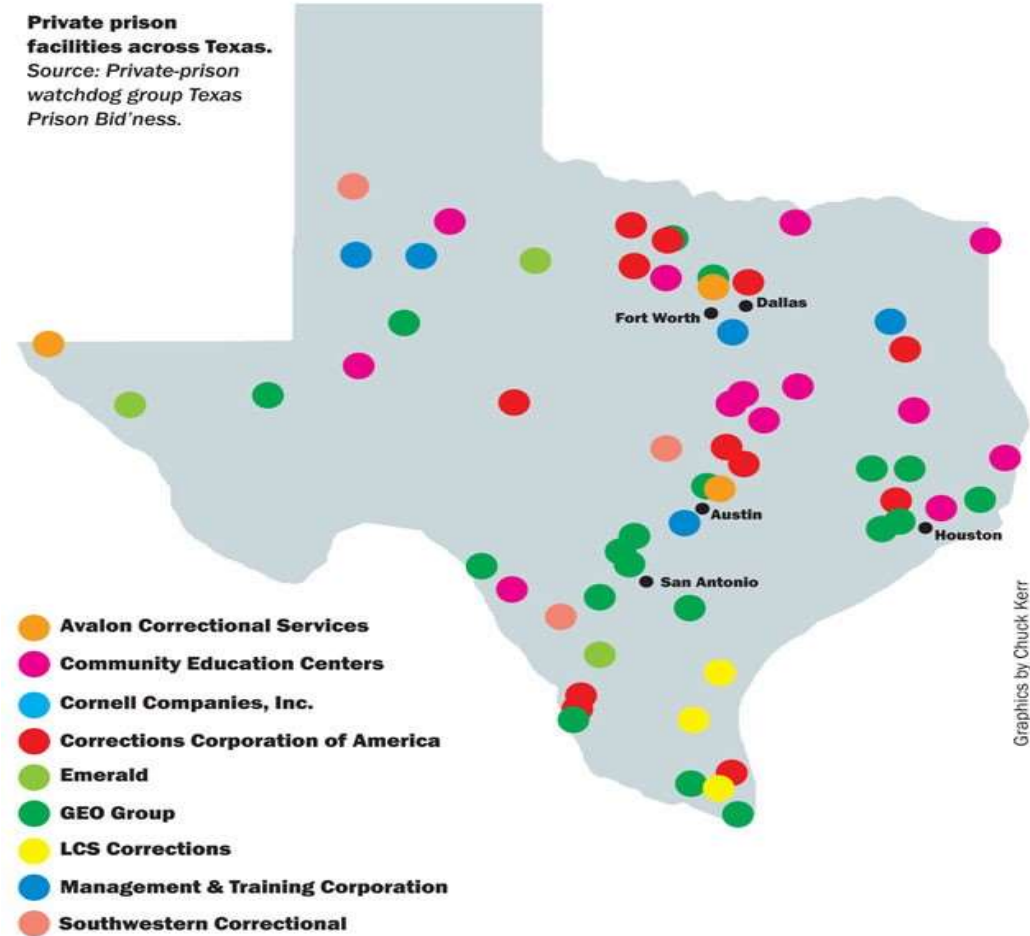 Private prison
facilities across Texas.
Source: Private-prison
watchdog group Texas
Prison Bid'ness.
Dallas
Fort Worth
Austin
Houston
San Antonio
Avalon Correctional Services
Community Education Centers
Cornell Companies, Inc.
Corrections Corporation of America
Emerald
GEO Group
LCS Corrections
Management & Training Corporation
Southwestern Correctional
Graphics by Chuck Kerr